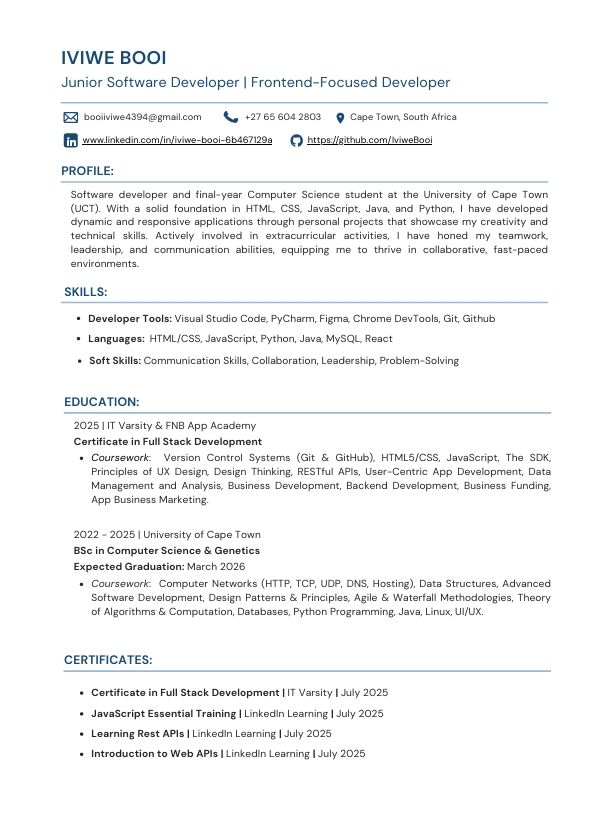 IVIWE BOOI
Junior Software Developer | Frontend-Focused Developer
booiiviwe4394@gmail.com +27 65 604 2803 Cape Town, South Africa
www.linkedin.com/in/iviwe-booi-6b467129a https://github.com/IviweBooi
PROFILE:
Software developer and final-year Computer Science student at the University of Cape Town
(UCT). With a solid foundation in HTML, CSS, JavaScript, Java, and Python, I have developed
dynamic and responsive applications through personal projects that showcase my creativity and
technical skills. Actively involved in extracurricular activities, I have honed my teamwork,
leadership, and communication abilities, equipping me to thrive in collaborative, fast-paced
environments.
SKILLS:
• Developer Tools: Visual Studio Code, PyCharm, Figma, Chrome DevTools, Git, Github
• Languages: HTML/CSS, JavaScript, Python, Java, MySQL, React
• Soft Skills: Communication Skills, Collaboration, Leadership, Problem-Solving
EDUCATION:
2025 | IT Varsity & FNB App Academy
Certificate in Full Stack Development
• Coursework: Version Control Systems (Git & GitHub), HTML5/CSS, JavaScript, The SDK,
Principles of UX Design, Design Thinking, RESTful APIs, User-Centric App Development, Data
Management and Analysis, Business Development, Backend Development, Business Funding,
App Business Marketing.
2022 - 2025 | University of Cape Town
BSc in Computer Science & Genetics
Expected Graduation: March 2026
• Coursework: Computer Networks (HTTP, TCP, UDP, DNS, Hosting), Data Structures, Advanced
Software Development, Design Patterns & Principles, Agile & Waterfall Methodologies, Theory
of Algorithms & Computation, Databases, Python Programming, Java, Linux, UI/UX.
CERTIFICATES:
• Certificate in Full Stack Development | IT Varsity | July 2025
• JavaScript Essential Training | LinkedIn Learning | July 2025
• Learning Rest APIs | LinkedIn Learning | July 2025
• Introduction to Web APIs | LinkedIn Learning | July 2025